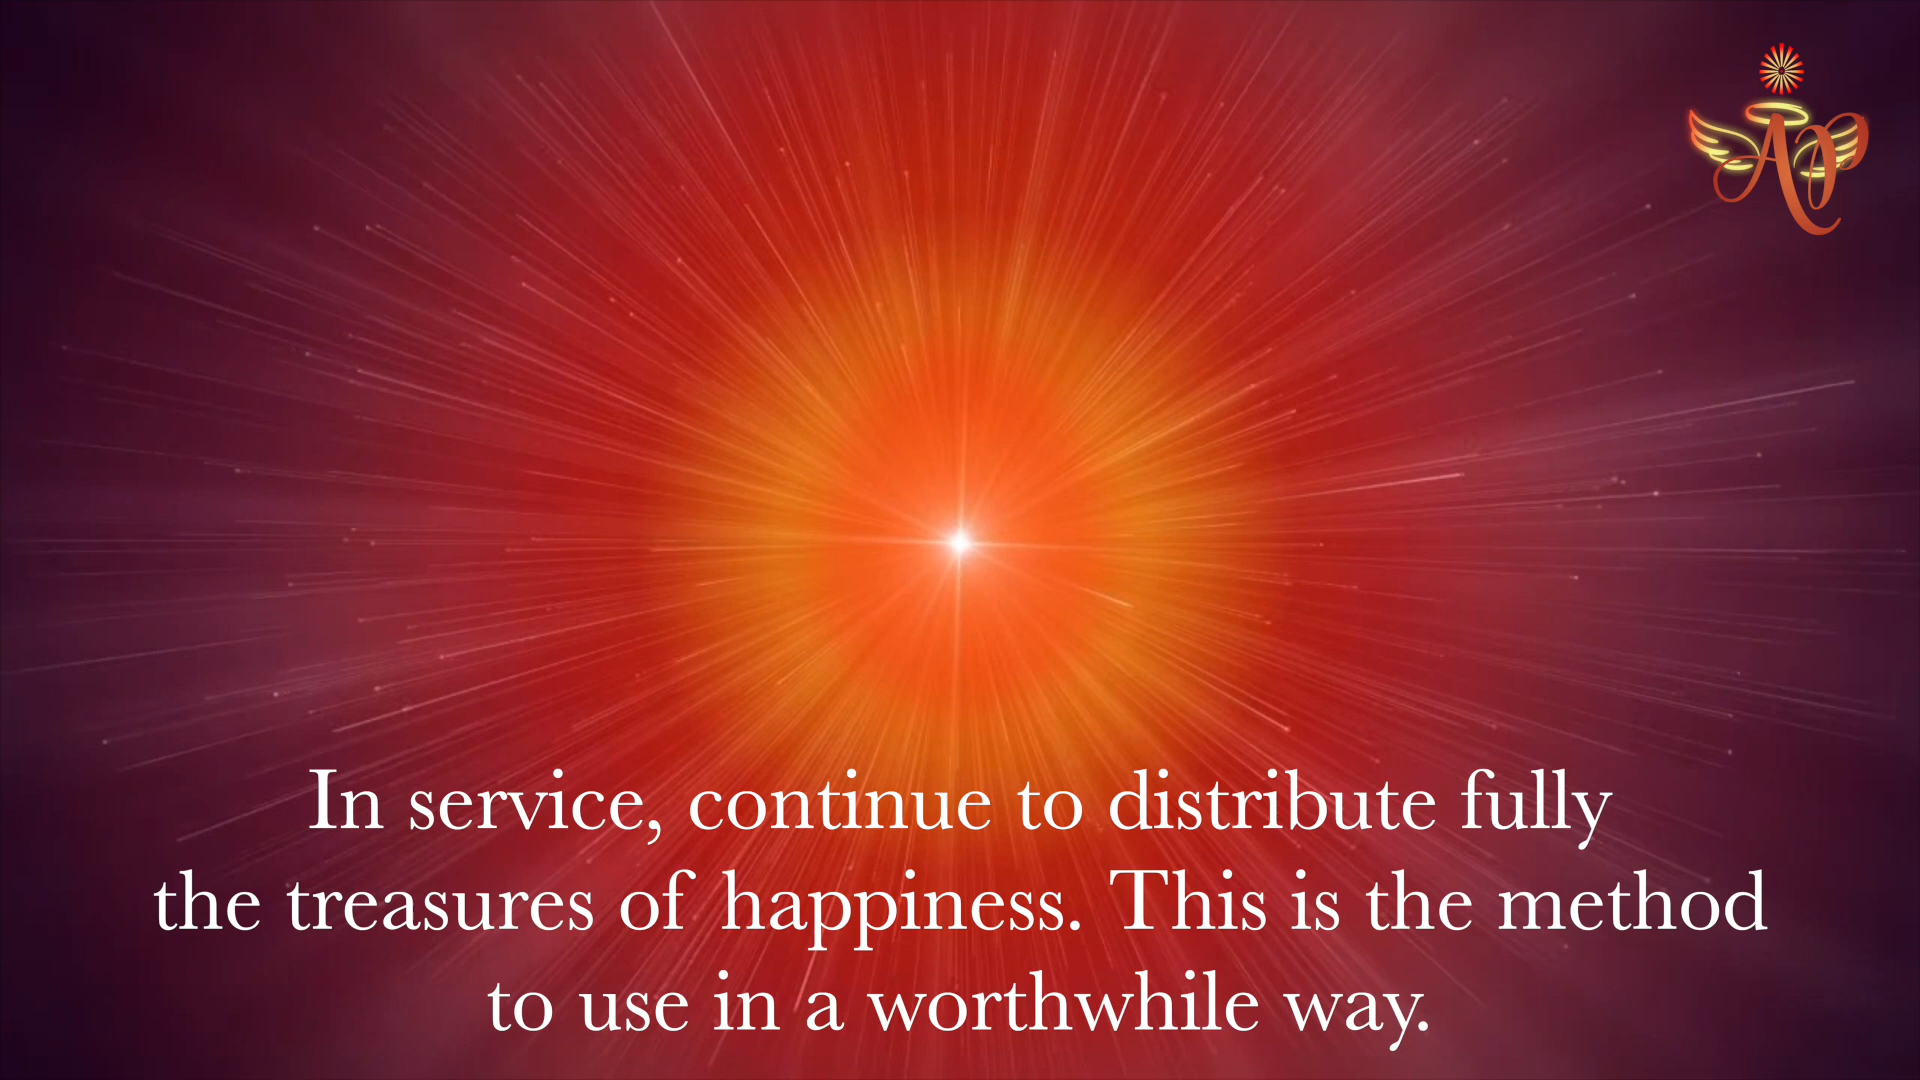 AP
In service, continue to distribute fully
the treasures of happiness. This is the method
to use in a worthwhile way.